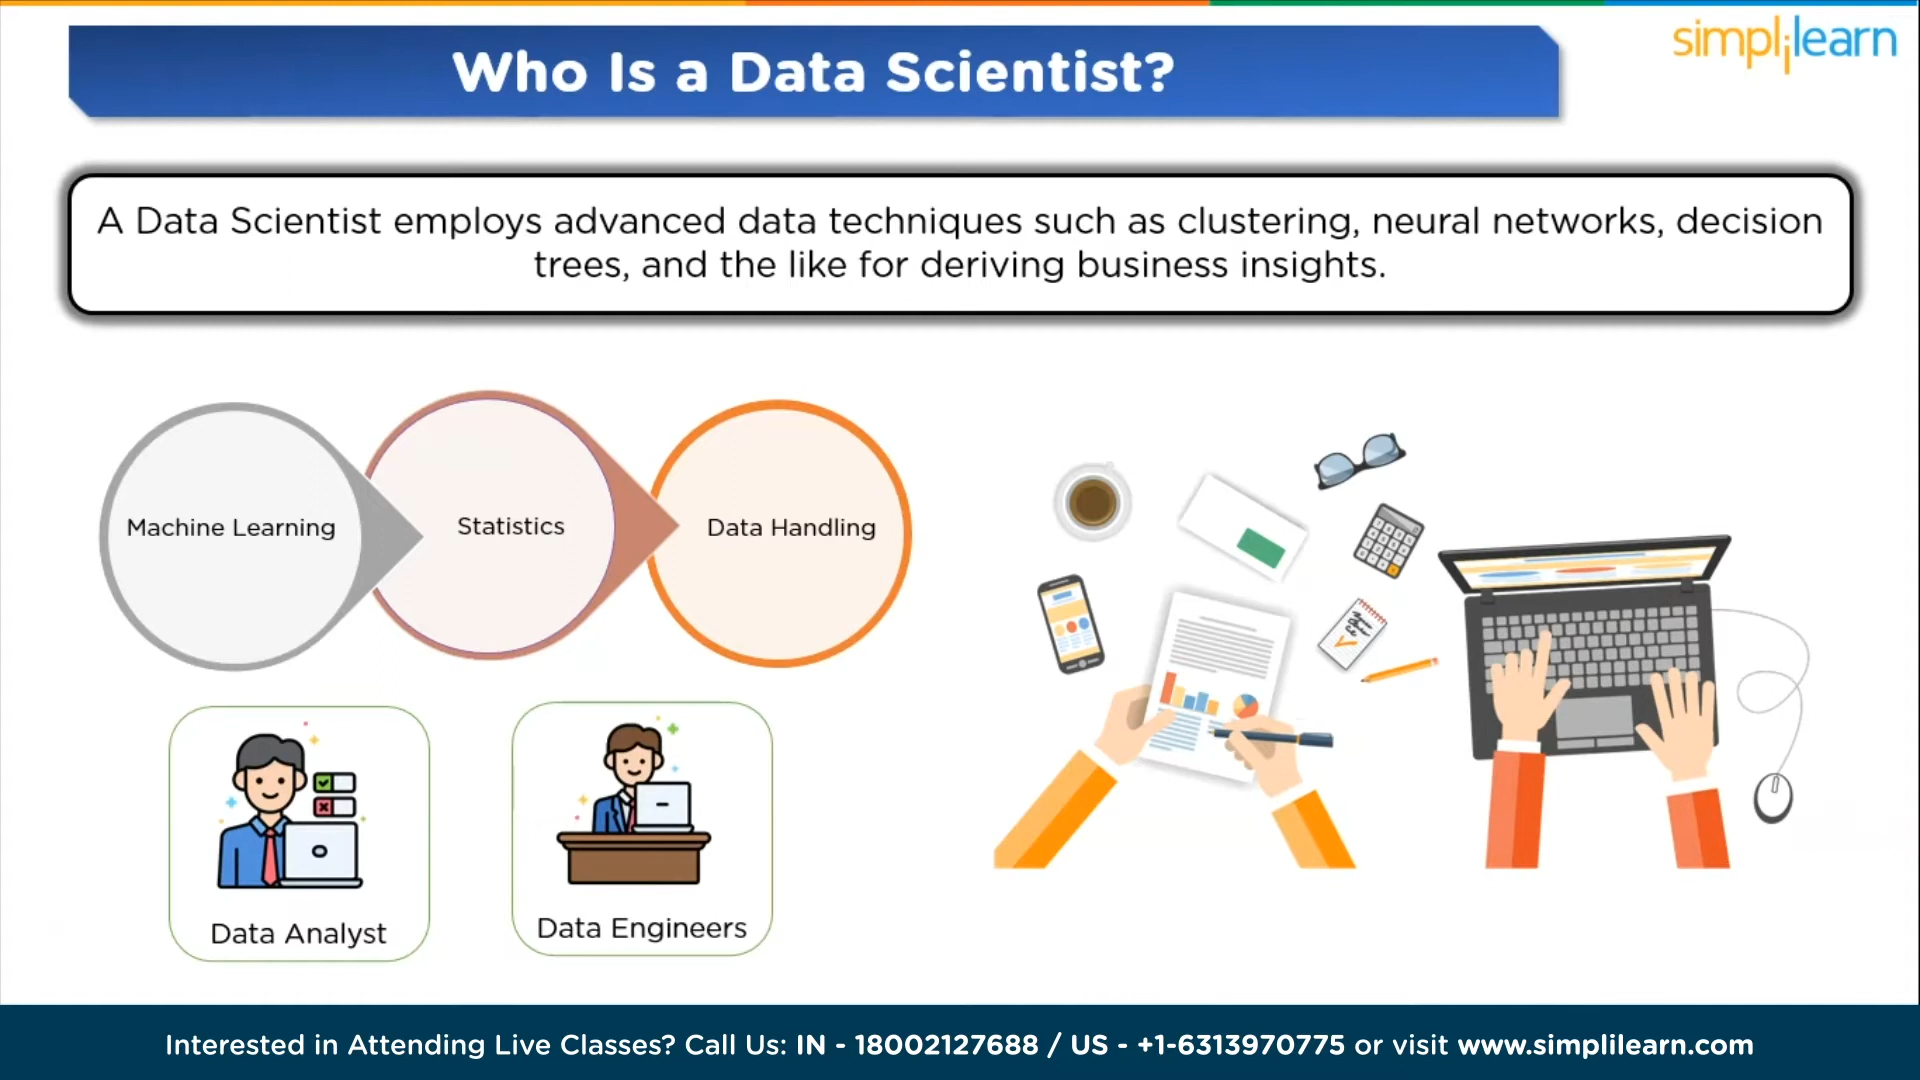 Who Is a Data Scientist?
simplilearn
A Data Scientist employs advanced data techniques such as clustering, neural networks, decision
trees, and the like for deriving business insights.
Machine Learning
Statistics
Data Handling
Data Analyst
Data Engineers
Interested in Attending Live Classes? Call Us: IN - 18002127688 / US - +1-6313970775 or visit www.simplilearn.com